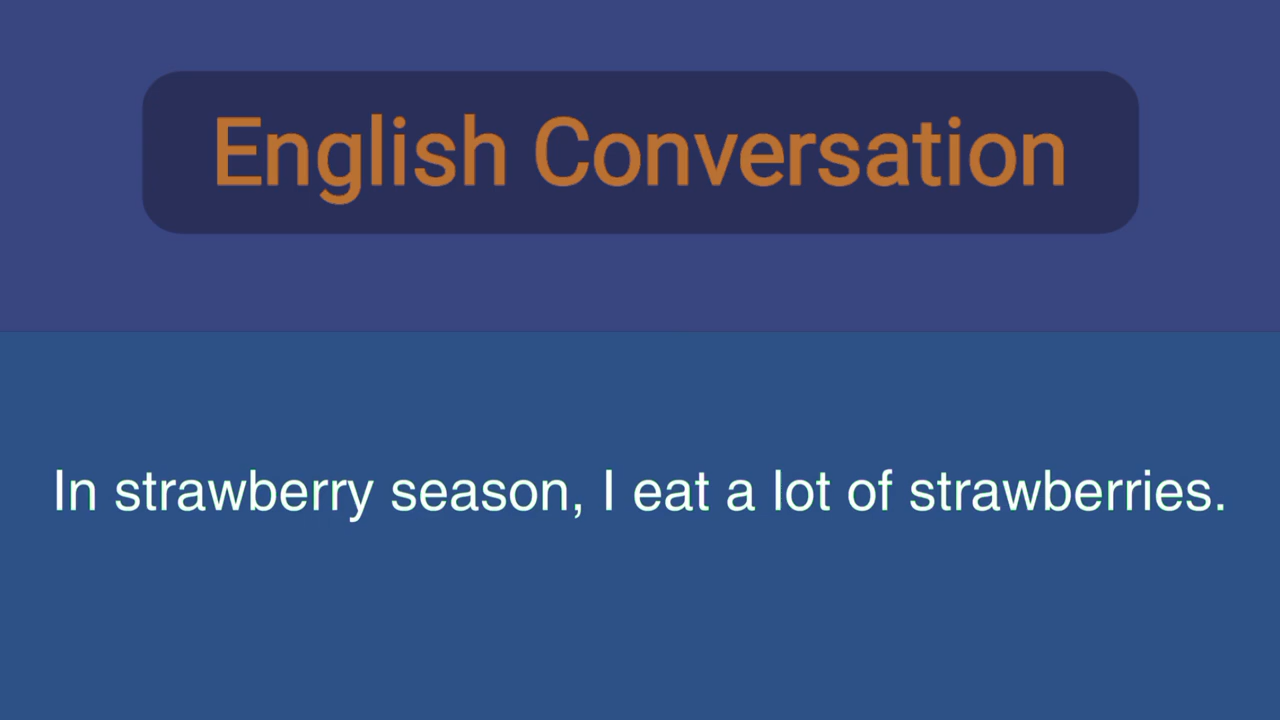 English Conversation
In strawberry season, I eat a lot of strawberries.